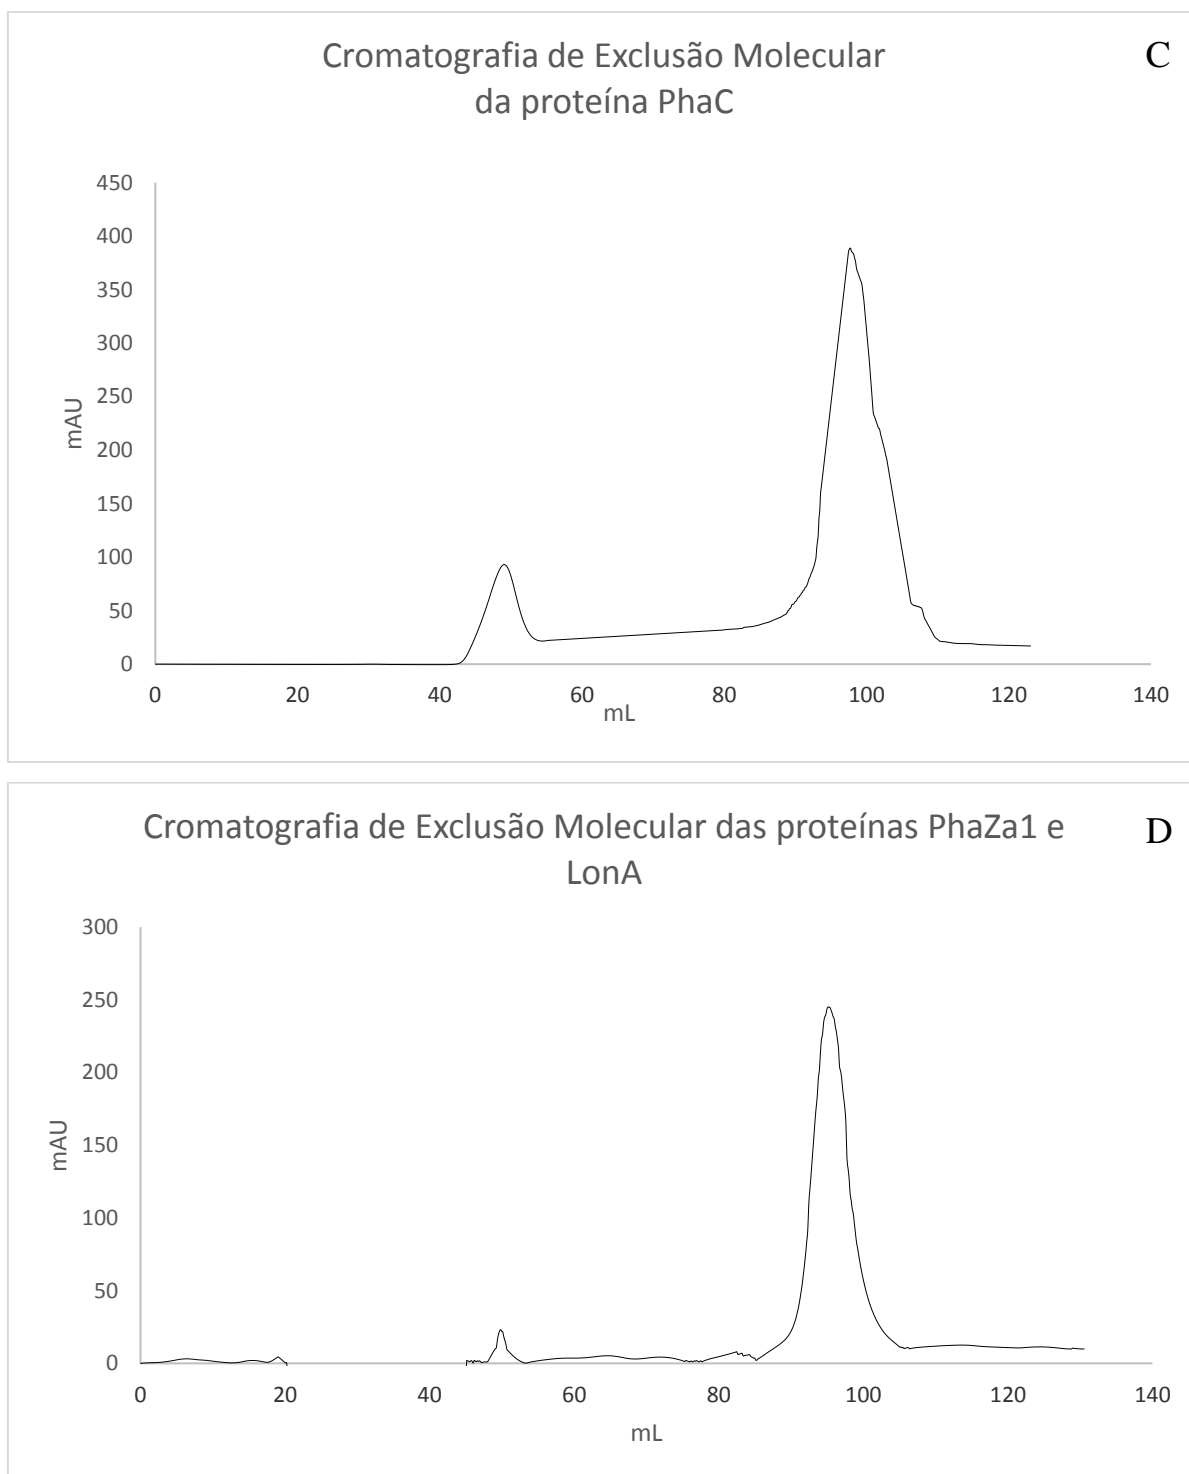 Cromatografia de Exclusão Molecular
da proteína PhaC
C
450
400
350
300
250
200
150
100
50
0
mAU
0 20 40 60 80 100 120 140
mL
Cromatografia de Exclusão Molecular das proteínas PhaZa1 e
LonA
D
300
250
200
150
100
50
0
mAU
0 20 40 60 80 100 120 140
mL